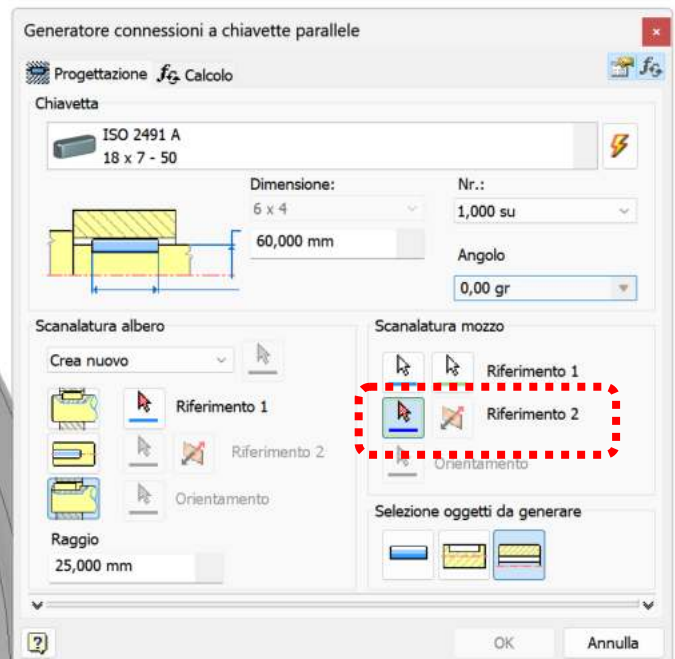 Generatore connessioni a chiavette parallele
Progettazione fG Calcolo fG
Chiavetta
ISO 2491 A
18 x 7 - 50
Dimensione:
Nr.:
6 x 4
1,000 su
60,000 mm
Angolo
0,00 gr
Scanalatura albero
Scanalatura mozzo
Crea nuovo
Riferimento 1
Riferimento 1
Riferimento 2
Riferimento 2
Orientamento
Orientamento
Selezione oggetti da generare
Raggio
25,000 mm
?
OK
Annulla